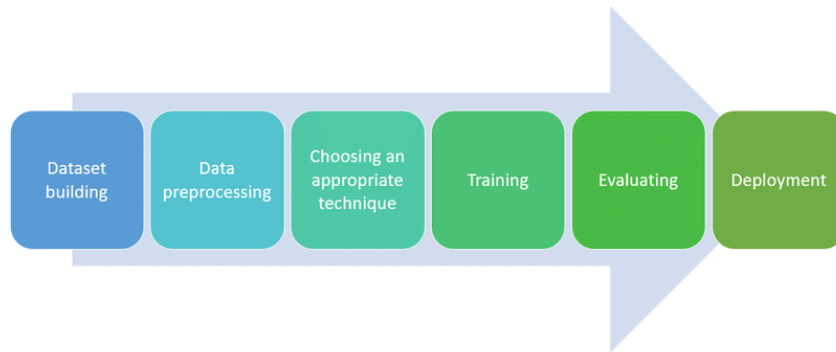 Dataset
building
Data
preprocessing
Choosing an
appropriate
technique
Training
Evaluating
Deployment